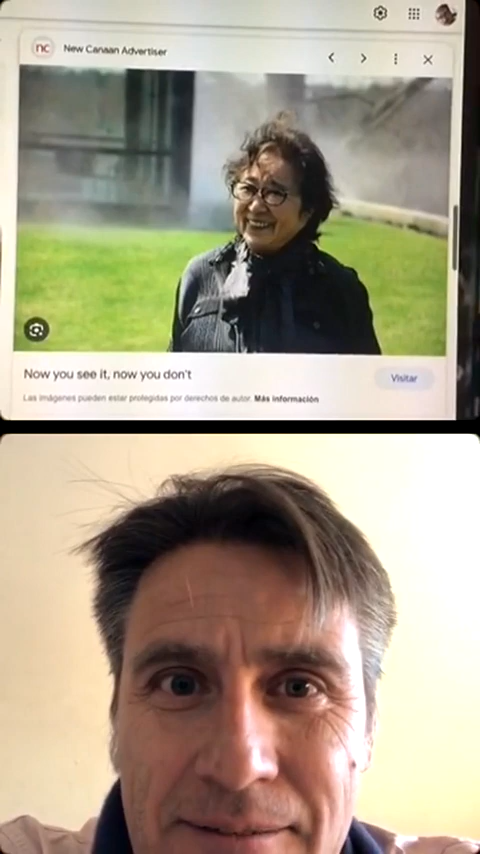 nc New Canaan Advertiser
Now you see it, now you don't
Visitar
Las imágenes pueden estar protegidas por derechos de autor. Más información